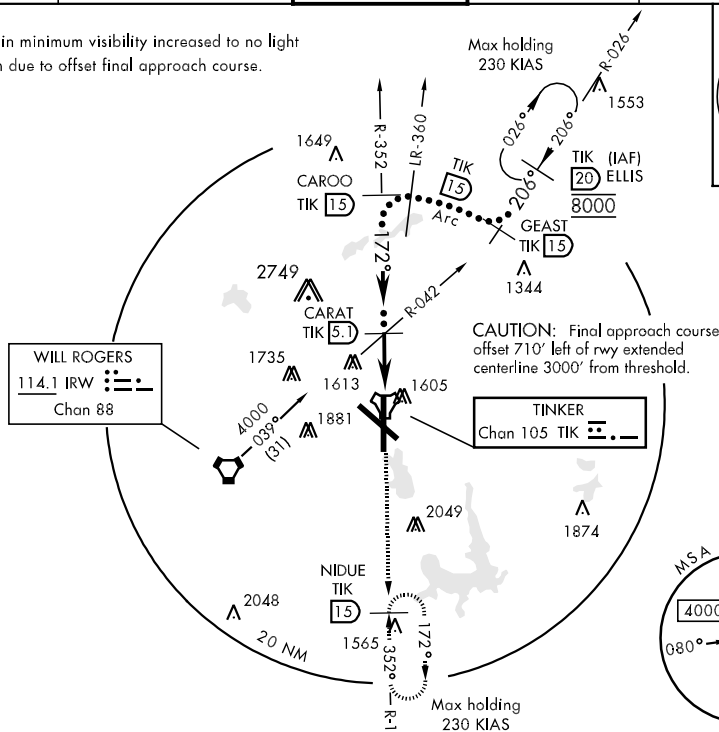 in minimum visibility increased to no light
due to offset final approach course.
Max holding
230 KIAS
R-026
1553
026°
206°
TIK (IAF)
20 ELLIS
8000
206°
1649
R-352
LR-360
TIK
15
Arc
CAROO
TIK 15
GEAST
TIK 15
1344
172°
2749
R-042
CARAT
TIK 5.1
CAUTION: Final approach course
offset 710' left of rwy extended
centerline 3000' from threshold.
WILL ROGERS
114.1 IRW
Chan 88
1735
1613
1605
1881
4000
039°
(31)
TINKER
Chan 105 TIK
2049
1874
NIDUE
TIK
15
2048
20 NM
1565
352°
R-1
172°
Max holding
230 KIAS
MSA
4000
080°